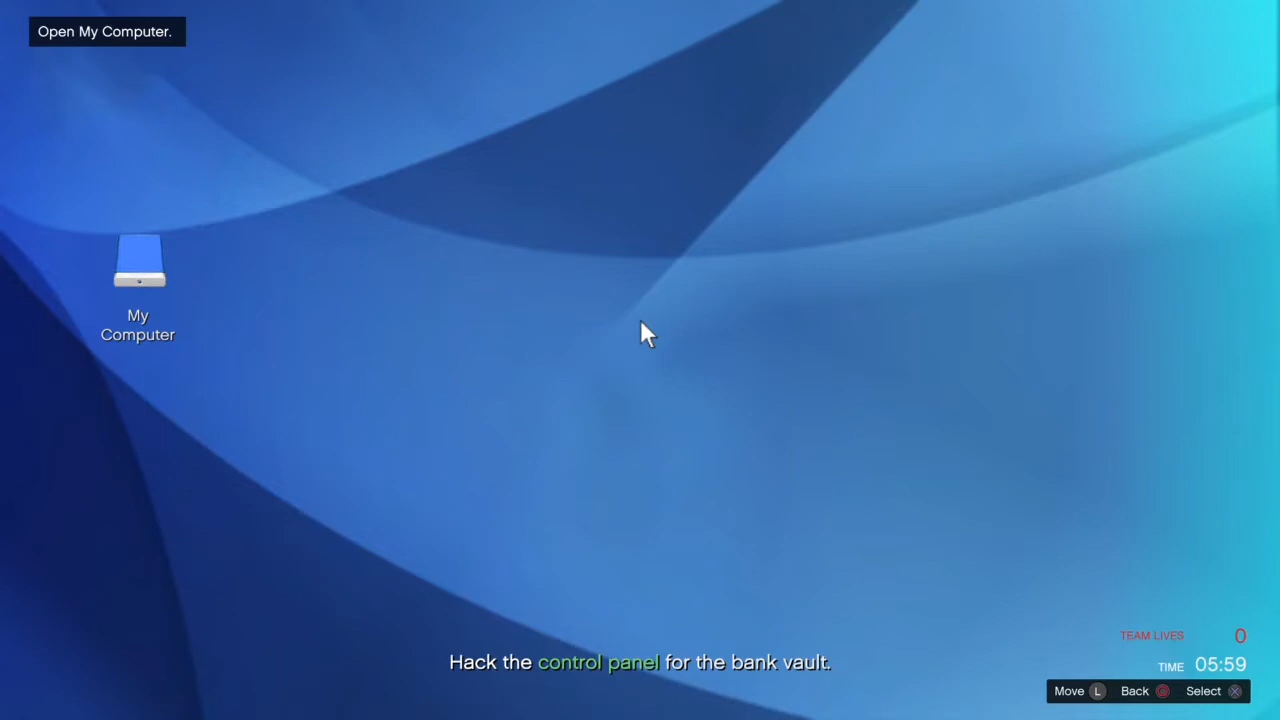 Open My Computer.
My
Computer
Hack the control panel for the bank vault.
TEAM LIVES 0
TIME 05:59
Move L Back Select